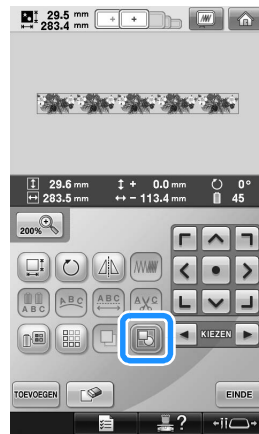 29.5 mm
283.4 mm
29.6 mm + 0.0 mm 0°
283.5 mm - 113.4 mm 45
200%
A B C A B C A B C A B C
KIEZEN
TOEVOEGEN EINDE
?